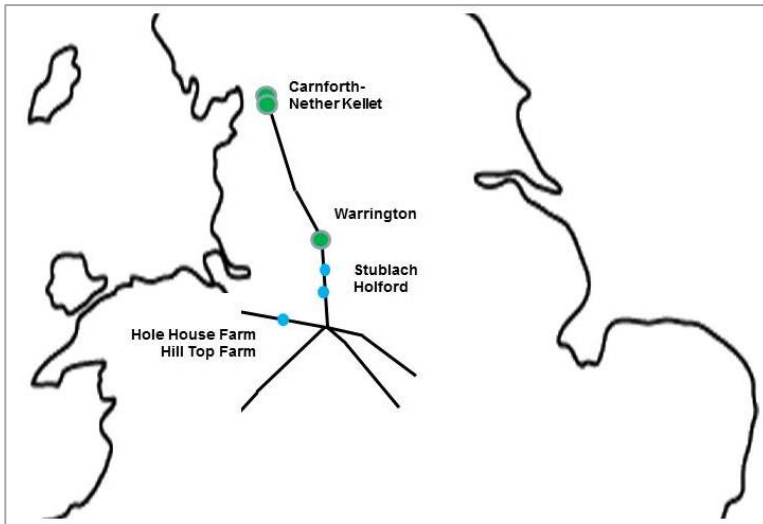 Carnforth-
Nether Kellet
Warrington
Stublach
Holford
Hole House Farm
Hill Top Farm